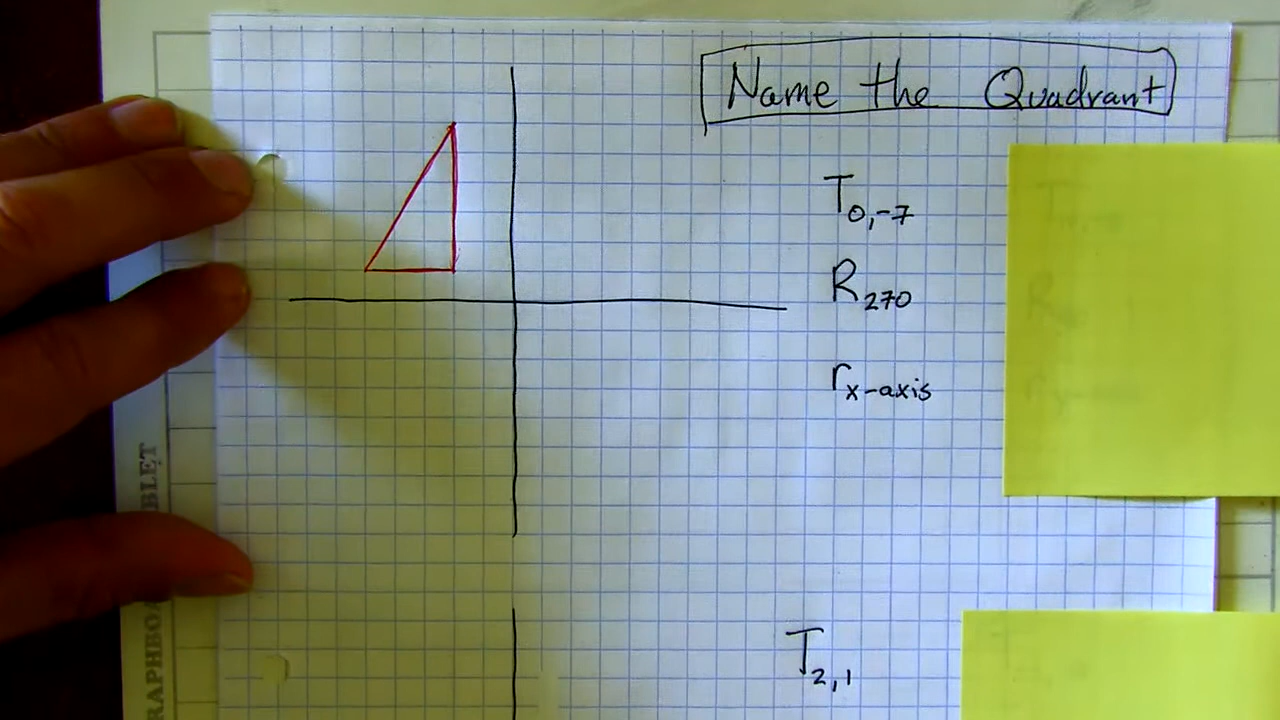 Name the Quadrant
T0,-7
R270
rx-axis
T2,1